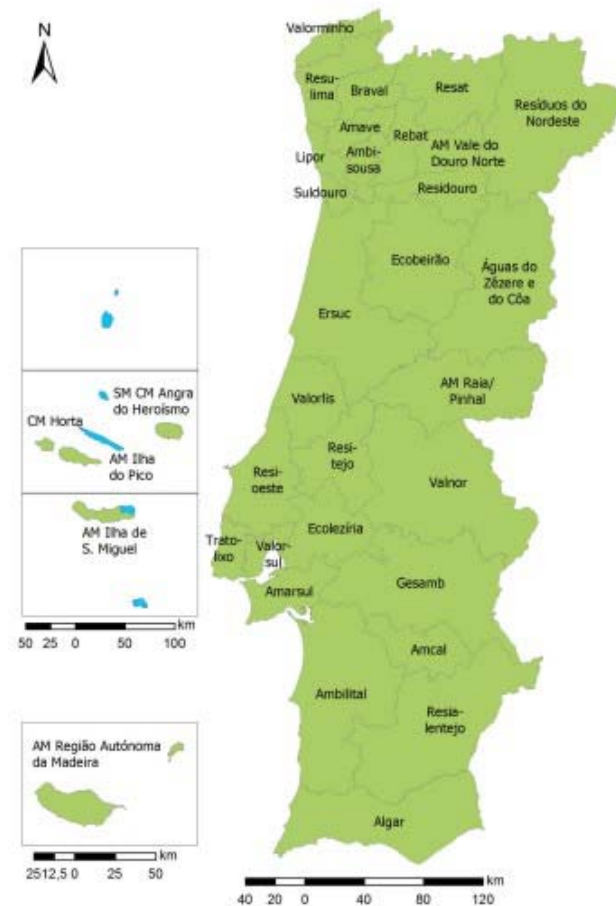 N
Valorminho
Resu-
lima
Braval
Resat
Resíduos do
Nordeste
Amave
Rebat
AM Vale do
Douro Norte
Lipor
Ambi-
sousa
Suldouro
Residouro
Ecobeirão
Águas do
Zêzere e
do Côa
Ersuc
AM Raia/
Pinhal
Valorlis
Resi-
tejo
Valnor
Resi-
oeste
Ecolezíria
Trato-
lixo
Valor-
sul
Gesamb
Amarsul
Amcal
Ambilital
Resia-
lentejo
Algar
SM CM Angra
do Heroísmo
CM Horta
AM Ilha
do Pico
AM Ilha de
S. Miguel
km
50 25 0 50 100
AM Região Autónoma
da Madeira
km
2512,5 0 25 50
km
40 20 0 40 80 120